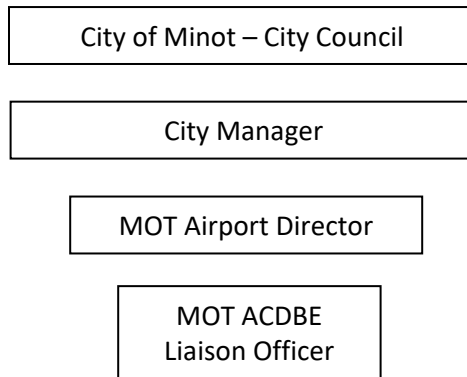 City of Minot – City Council
City Manager
MOT Airport Director
MOT ACDBE
Liaison Officer